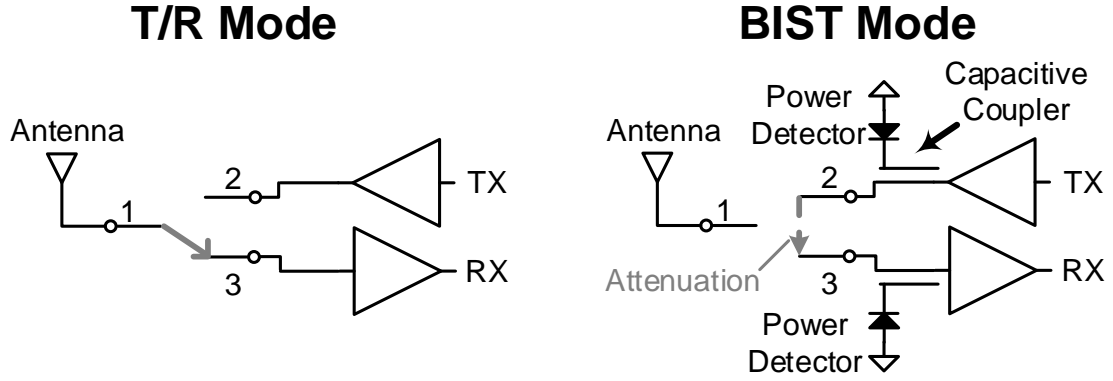 T/R Mode
Antenna
1
2
TX
3
RX
BIST Mode
Capacitive
Coupler
Power
Detector
Antenna
1
2
TX
Attenuation
3
RX
Power
Detector